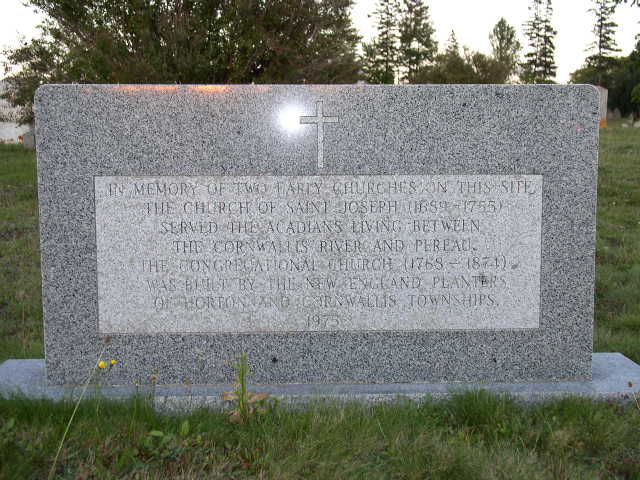 IN MEMORY OF TWO EARLY CHURCHES ON THIS SITE.
THE CHURCH OF SAINT JOSEPH (1689-1755)
SERVED THE ACADIANS LIVING BETWEEN
THE CORNWALLIS RIVER AND PEREAU.
THE CONGREGATIONAL CHURCH (1768-1874)
WAS BUILT BY THE NEW ENGLAND PLANTERS
OF HORTON AND CORNWALLIS TOWNSHIPS.
1973